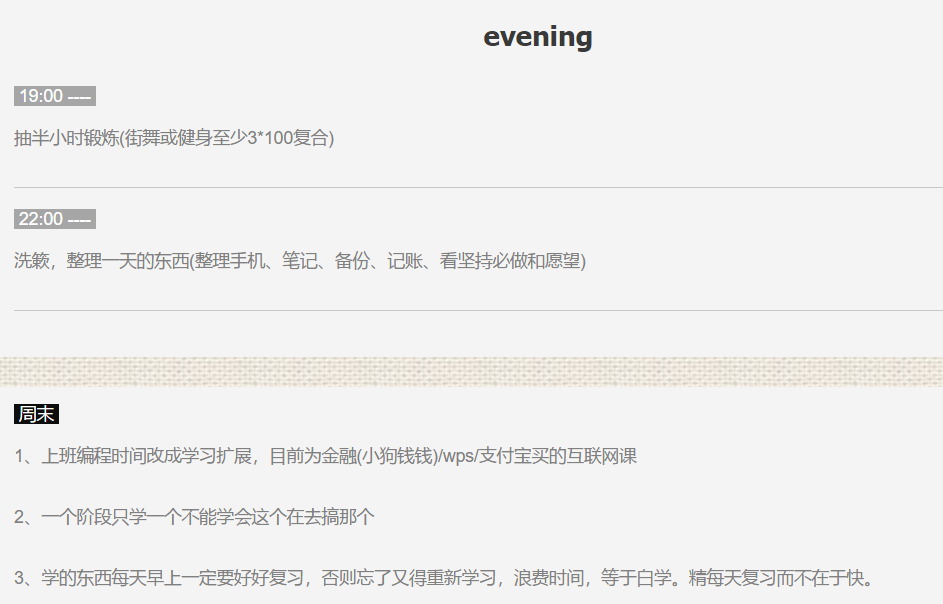 evening
19:00 ----
抽半小时锻炼(街舞或健身至少3*100复合)
22:00 ----
洗簌，整理一天的东西(整理手机、笔记、备份、记账、看坚持必做和愿望)
周末
1、上班编程时间改成学习扩展，目前为金融(小狗钱钱)/wps/支付宝买的互联网课
2、一个阶段只学一个不能学会这个在去搞那个
3、学的东西每天早上一定要好好复习，否则忘了又得重新学习，浪费时间，等于白学。精每天复习而不在于快。